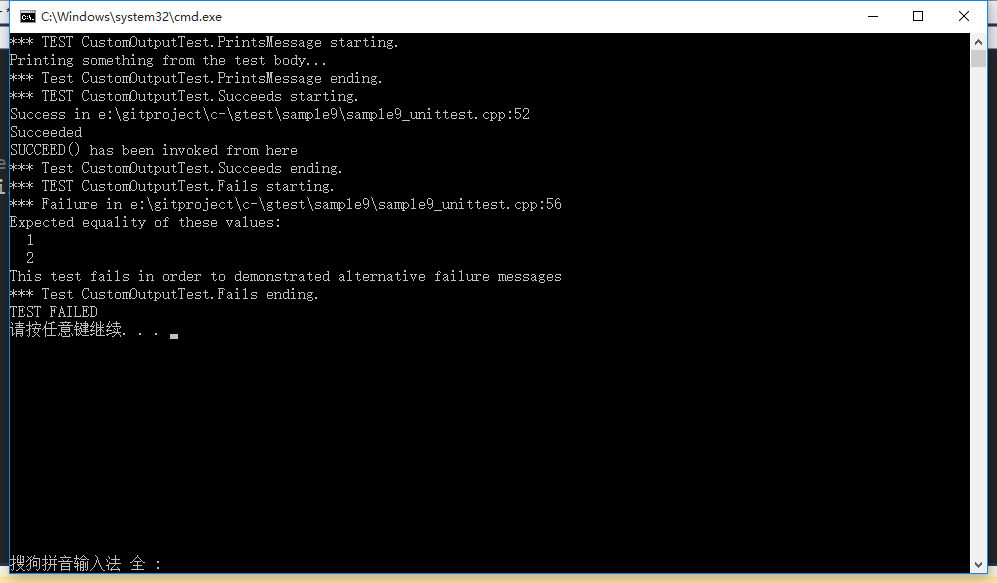 C:\Windows\system32\cmd.exe
*** TEST CustomOutputTest.PrintsMessage starting.
Printing something from the test body...
*** Test CustomOutputTest.PrintsMessage ending.
*** TEST CustomOutputTest.Succeeds starting.
Success in e:\gitproject\c-\gtest\sample9\sample9_unittest.cpp:52
Succeeded
SUCCEED() has been invoked from here
*** Test CustomOutputTest.Succeeds ending.
*** TEST CustomOutputTest.Fails starting.
*** Failure in e:\gitproject\c-\gtest\sample9\sample9_unittest.cpp:56
Expected equality of these values:
  1
  2
This test fails in order to demonstrated alternative failure messages
*** Test CustomOutputTest.Fails ending.
TEST FAILED
请按任意键继续. . .
搜狗拼音输入法 全 :